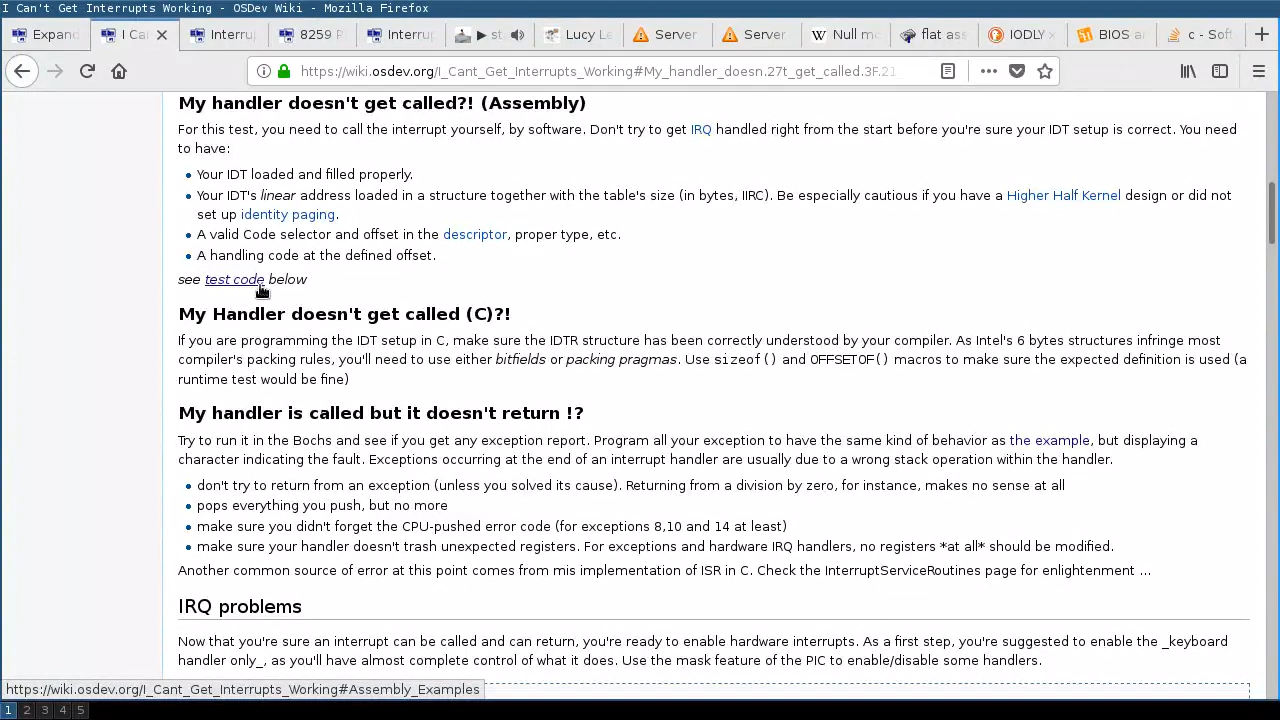 I Can't Get Interrupts Working - OSDev Wiki - Mozilla Firefox
Expand
I Ca
Interru
8259 P
Interru
st
Lucy Le
Server
Server
Null m
flat ass
IODLY
BIOS a
c - Sof
https://wiki.osdev.org/I_Cant_Get_Interrupts_Working#My_handler_doesn.27t_get_called.3F.21
My handler doesn't get called?! (Assembly)
For this test, you need to call the interrupt yourself, by software. Don't try to get IRQ handled right from the start before you're sure your IDT setup is correct. You need
to have:
Your IDT loaded and filled properly.
Your IDT's linear address loaded in a structure together with the table's size (in bytes, IIRC). Be especially cautious if you have a Higher Half Kernel design or did not
set up identity paging.
A valid Code selector and offset in the descriptor, proper type, etc.
A handling code at the defined offset.
see test code below
My Handler doesn't get called (C)?!
If you are programming the IDT setup in C, make sure the IDTR structure has been correctly understood by your compiler. As Intel's 6 bytes structures infringe most
compiler's packing rules, you'll need to use either bitfields or packing pragmas. Use sizeof() and OFFSETOF() macros to make sure the expected definition is used (a
runtime test would be fine)
My handler is called but it doesn't return !?
Try to run it in the Bochs and see if you get any exception report. Program all your exception to have the same kind of behavior as the example, but displaying a
character indicating the fault. Exceptions occurring at the end of an interrupt handler are usually due to a wrong stack operation within the handler.
don't try to return from an exception (unless you solved its cause). Returning from a division by zero, for instance, makes no sense at all
pops everything you push, but no more
make sure you didn't forget the CPU-pushed error code (for exceptions 8,10 and 14 at least)
make sure your handler doesn't trash unexpected registers. For exceptions and hardware IRQ handlers, no registers *at all* should be modified.
Another common source of error at this point comes from mis implementation of ISR in C. Check the InterruptServiceRoutines page for enlightenment ...
IRQ problems
Now that you're sure an interrupt can be called and can return, you're ready to enable hardware interrupts. As a first step, you're suggested to enable the _keyboard
handler only_, as you'll have almost complete control of what it does. Use the mask feature of the PIC to enable/disable some handlers.
https://wiki.osdev.org/I_Cant_Get_Interrupts_Working#Assembly_Examples
1 2 3 4 5